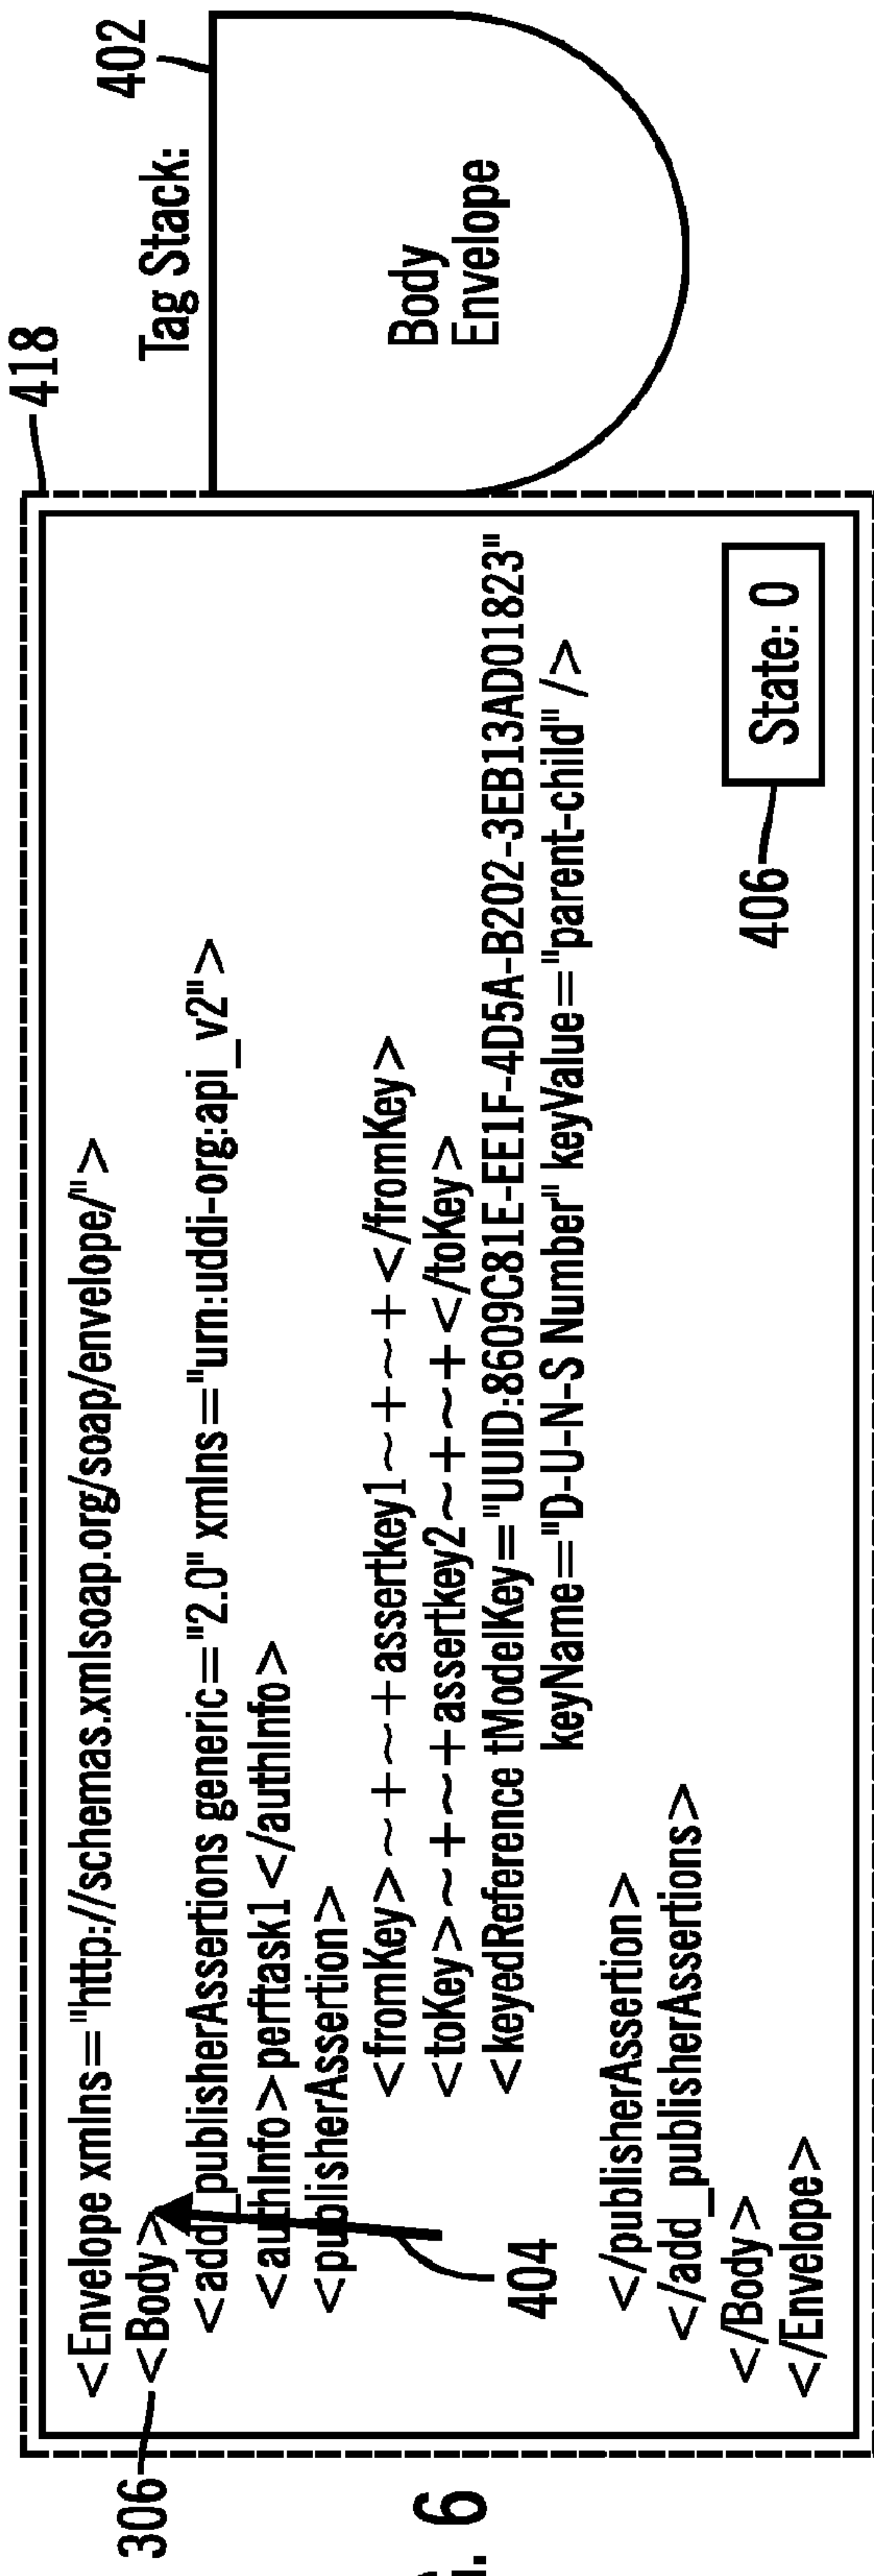 418
402
Tag Stack:
Body
Envelope
306
<Envelope xmlns="http://schemas.xmlsoap.org/soap/envelope/">
<Body>
<add_publisherAssertions generic="2.0" xmlns="urn:uddi-org:api_v2">
<authInfo>perftask1</authInfo>
<publisherAssertion>
<fromKey>~+~+~+assertkey1~+~+~+</fromKey>
<toKey>~+~+~+assertkey2~+~+~+</toKey>
<keyedReference tModelKey="UUID:8609C81E-EE1F-4D5A-B202-3EB13AD01823"
keyName="D-U-N-S Number" keyValue="parent-child" />
</publisherAssertion>
</add_publisherAssertions>
</Body>
</Envelope>
404
406
State: 0
6